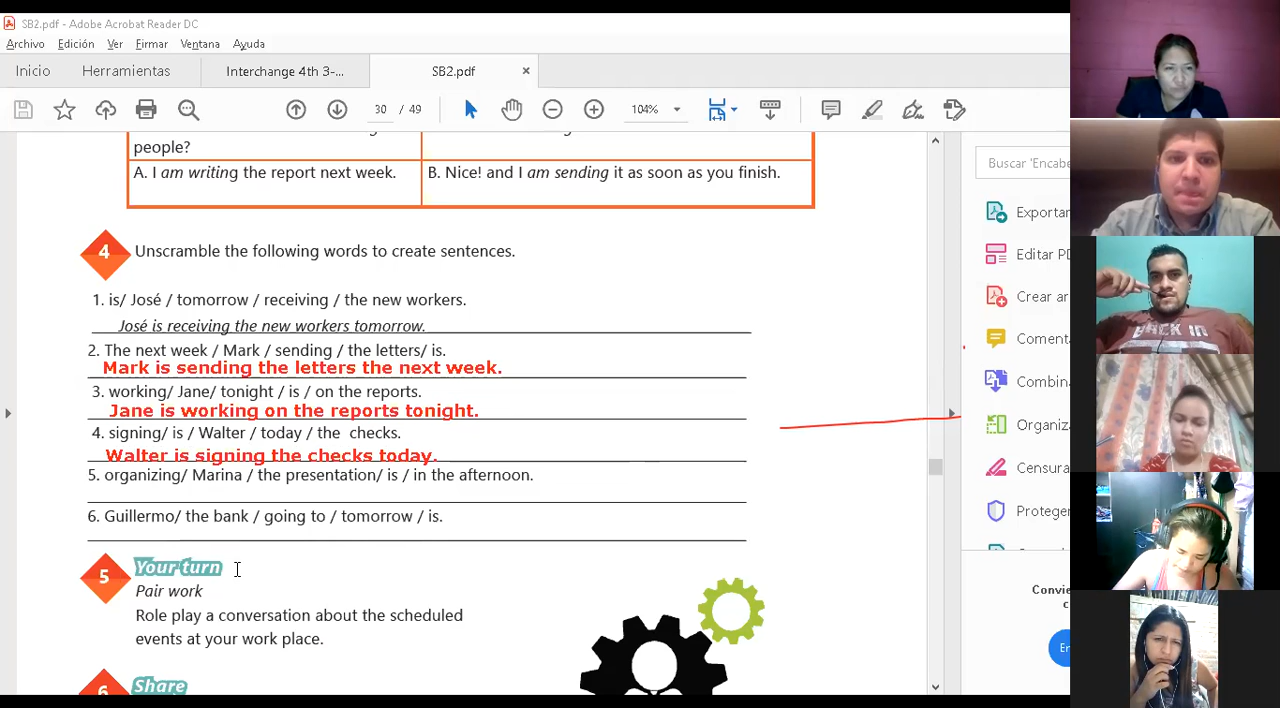 SB2.pdf - Adobe Acrobat Reader DC
Archivo Edición Ver Firmar Ventana Ayuda
Inicio Herramientas Interchange 4th 3-... SB2.pdf ×
30 / 49 104%
people?
A. I am writing the report next week. B. Nice! and I am sending it as soon as you finish.
4 Unscramble the following words to create sentences.
1. is/ José / tomorrow / receiving / the new workers.
José is receiving the new workers tomorrow.
2. The next week / Mark / sending / the letters/ is.
Mark is sending the letters the next week.
3. working/ Jane/ tonight / is / on the reports.
Jane is working on the reports tonight.
4. signing/ is / Walter / today / the checks.
Walter is signing the checks today.
5. organizing/ Marina / the presentation/ is / in the afternoon.
6. Guillermo/ the bank / going to / tomorrow / is.
5 Your turn
Pair work
Role play a conversation about the scheduled
events at your work place.
6 Share
Buscar 'Encabe
Exportar
Editar PD
Crear ar
Comenta
Combina
Organiza
Censura
Proteger
Convie
c
En
BACK IN